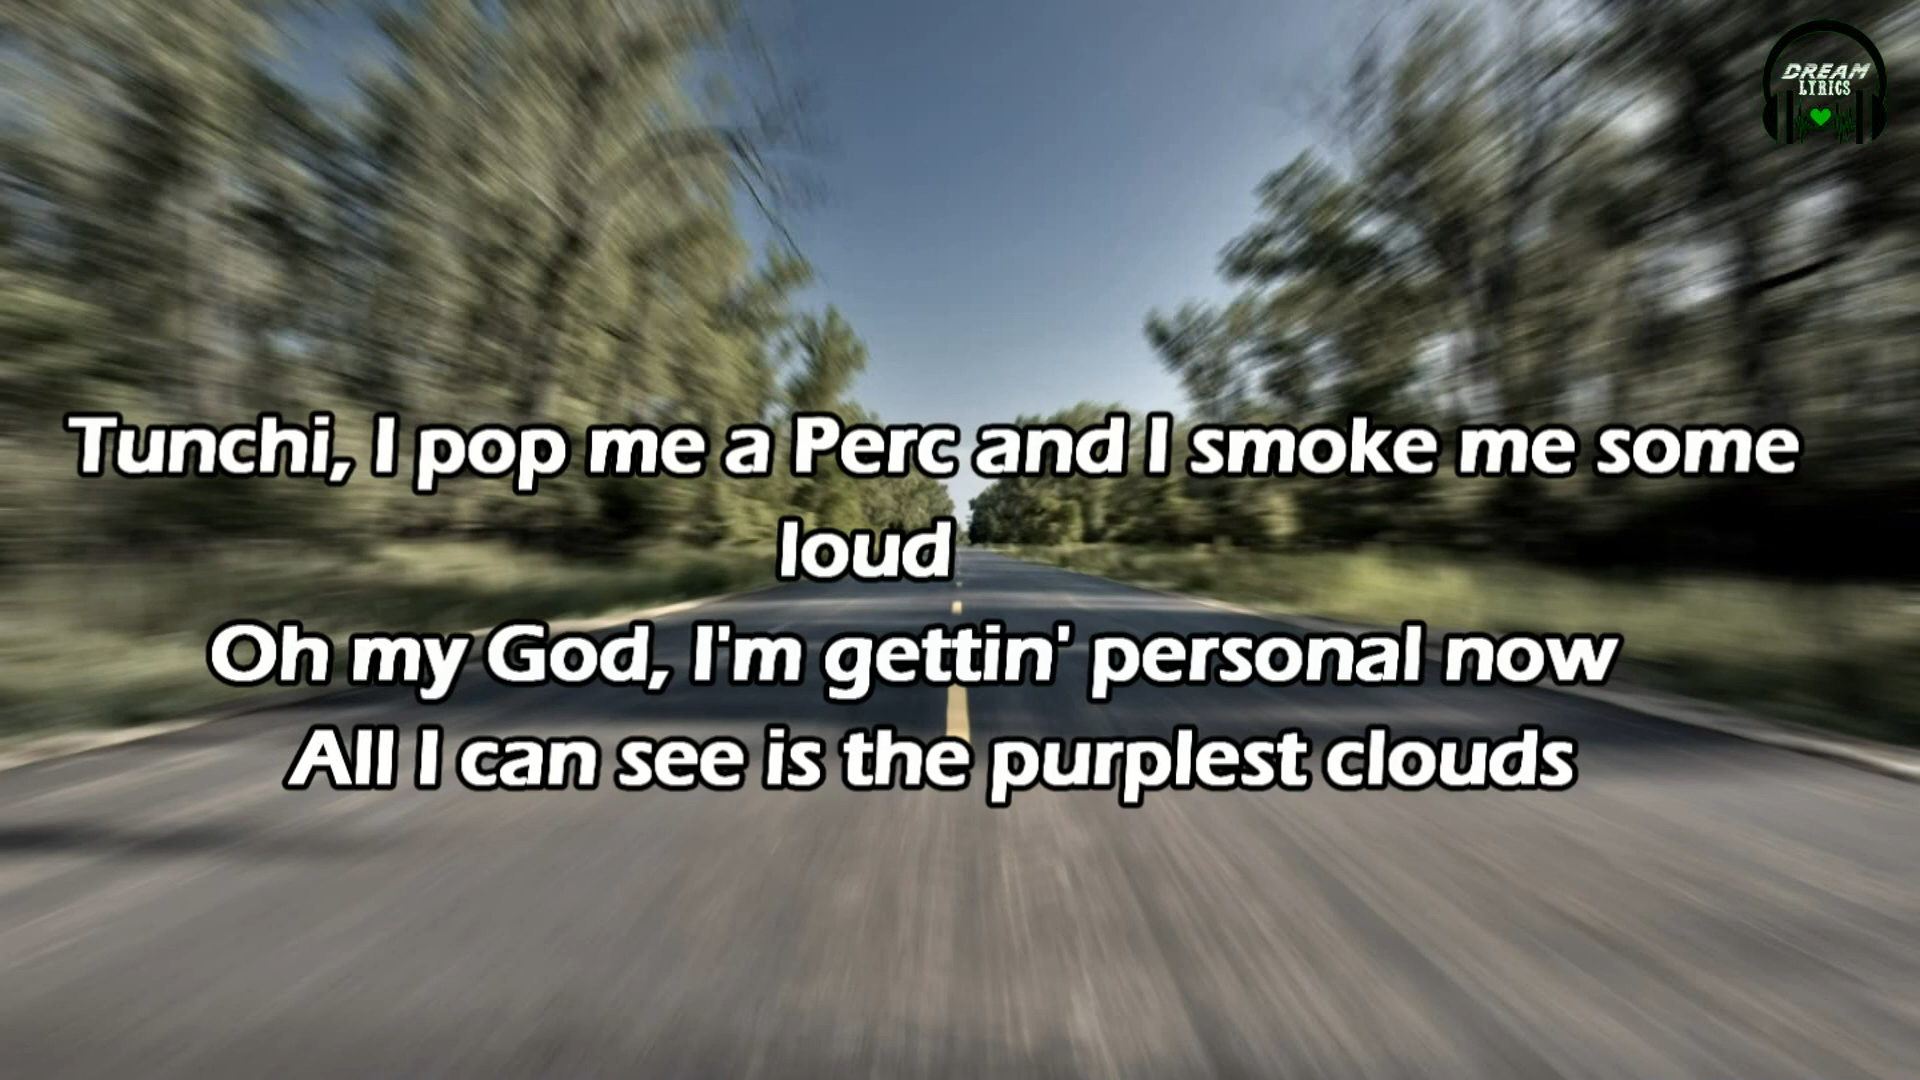 DREAM
LYRICS
Tunchi, I pop me a Perc and I smoke me some
loud
Oh my God, I'm gettin' personal now
All I can see is the purplest clouds